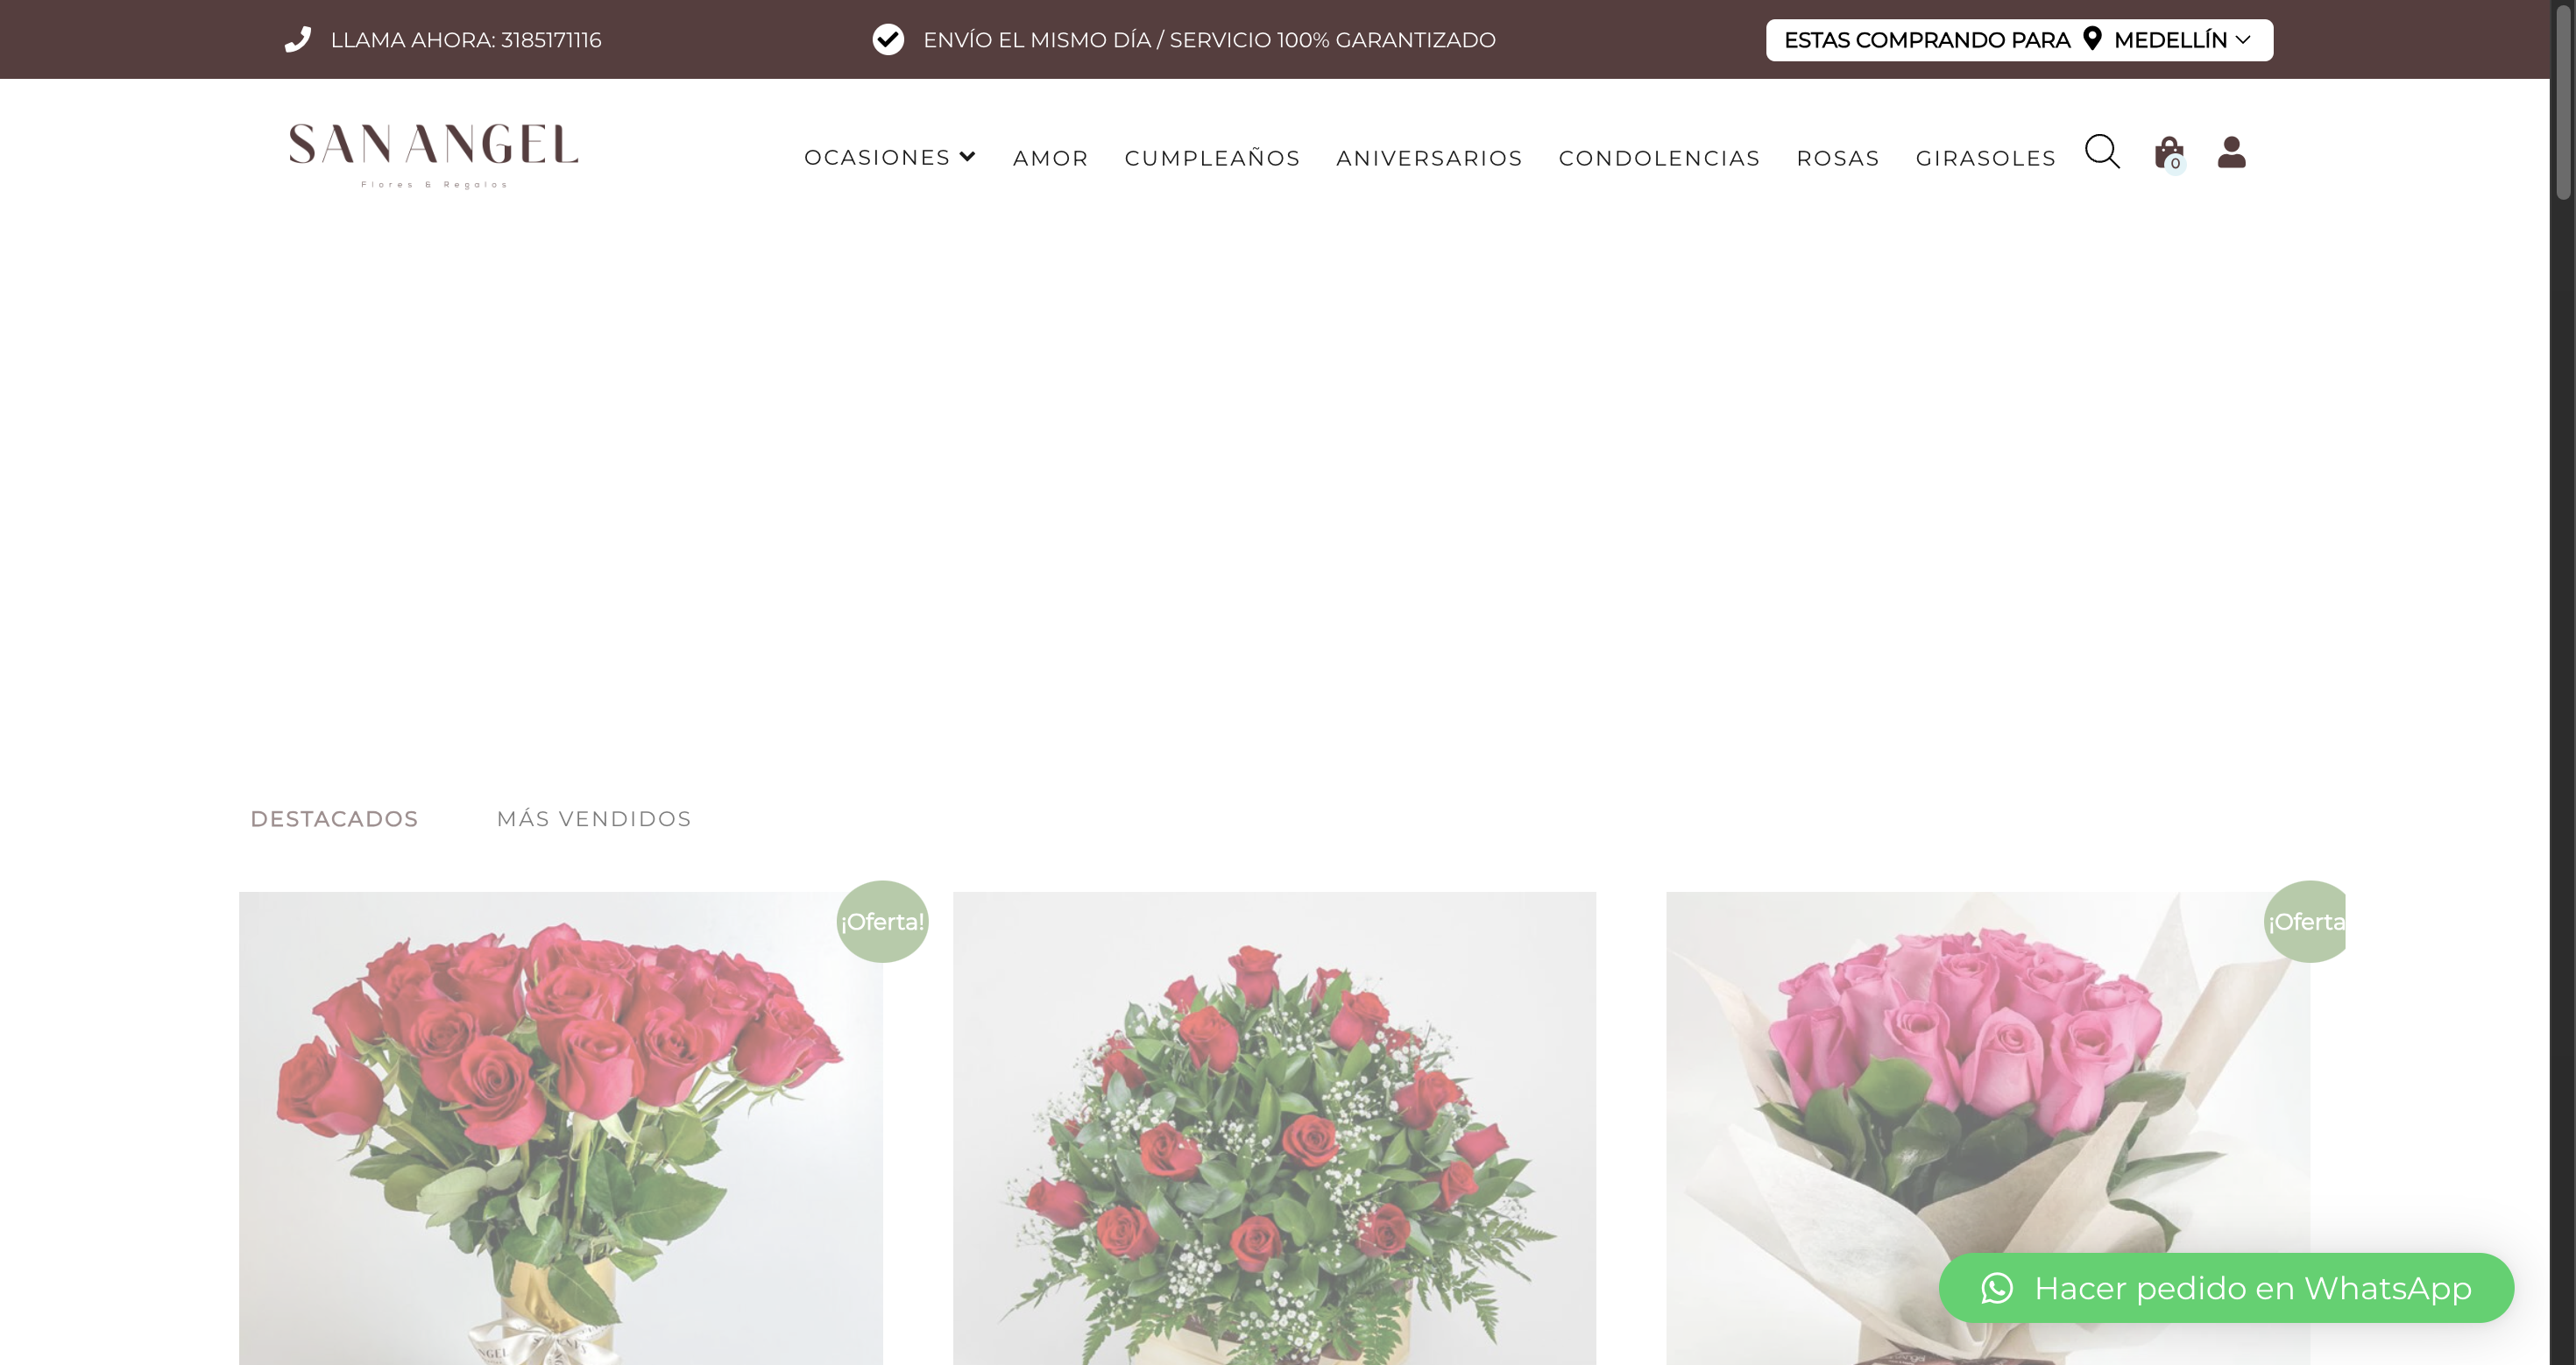 LLAMA AHORA: 3185171116
ENVÍO EL MISMO DÍA / SERVICIO 100% GARANTIZADO
ESTAS COMPRANDO PARA MEDELLÍN
SAN ANGEL
Flores & Regalos
OCASIONES
AMOR
CUMPLEAÑOS
ANIVERSARIOS
CONDOLENCIAS
ROSAS
GIRASOLES
0
DESTACADOS
MÁS VENDIDOS
¡Oferta!
¡Oferta
Hacer pedido en WhatsApp